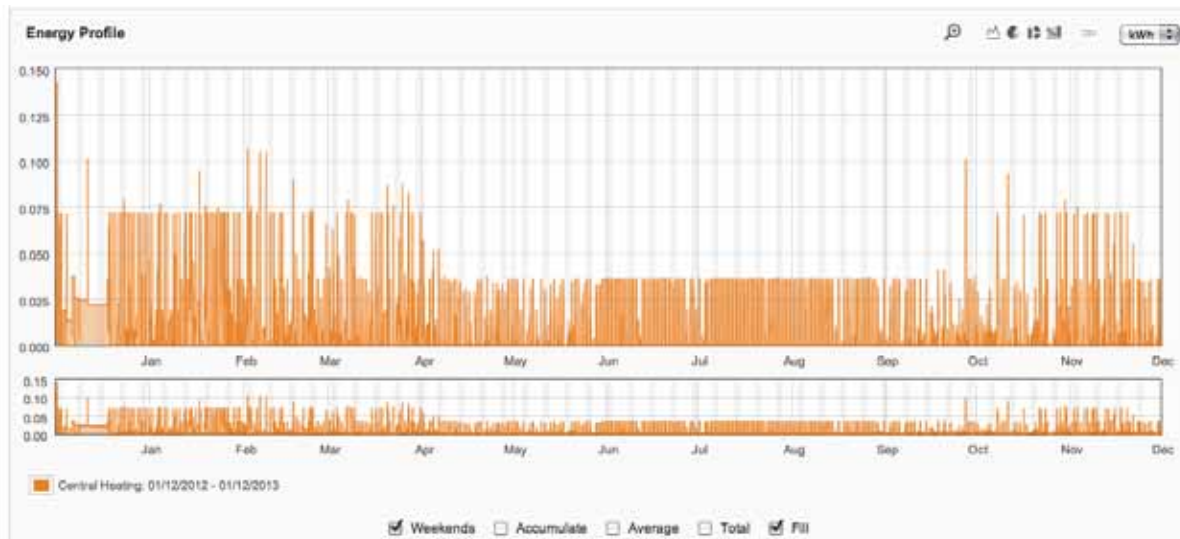 Energy Profile
kWh
0.150
0.125
0.100
0.075
0.050
0.025
0.000
Jan Feb Mar Apr May Jun Jul Aug Sep Oct Nov Dec
0.15
0.10
0.05
0.00
Jan Feb Mar Apr May Jun Jul Aug Sep Oct Nov Dec
Central Heating: 01/12/2012 - 01/12/2013
Weekends Accumulate Average Total Fill